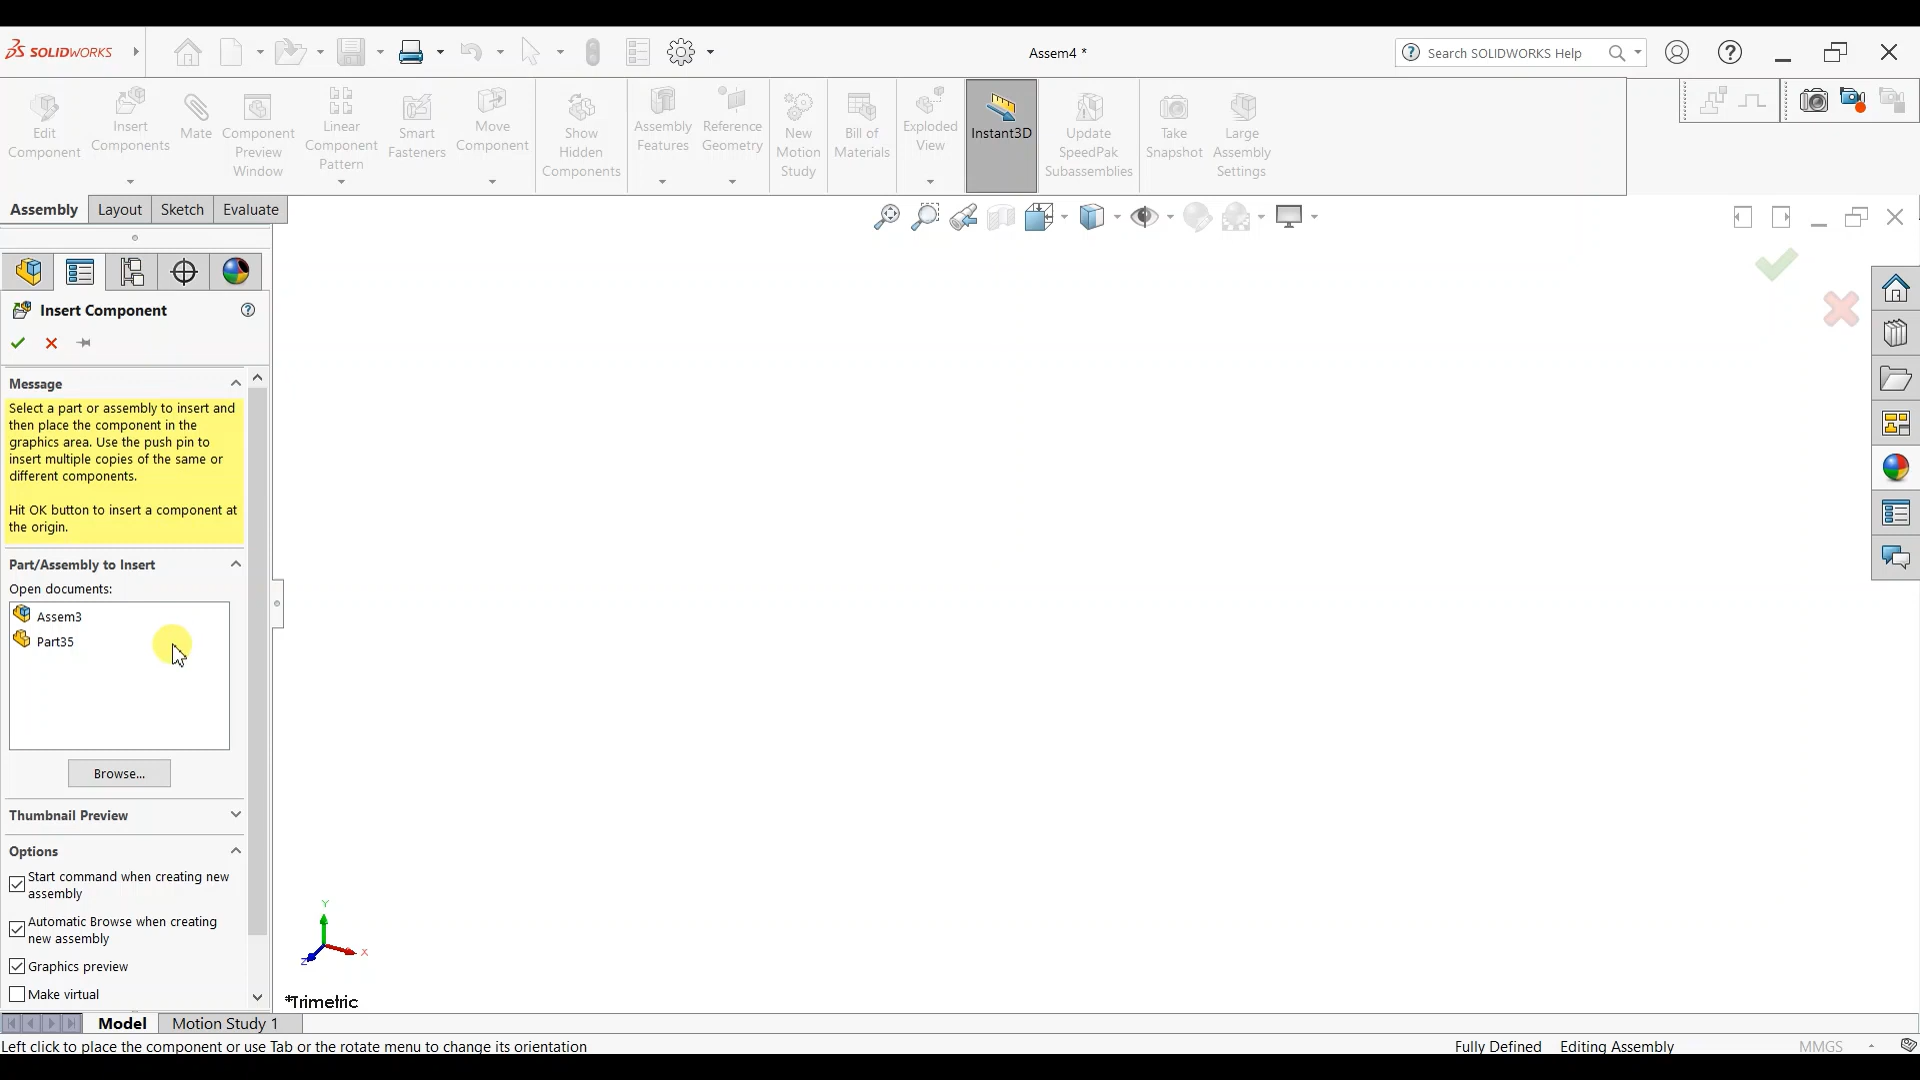 SOLIDWORKS
Assem4 *
Search SOLIDWORKS Help
Edit
Component
Insert
Components
Mate
Component
Preview
Window
Linear
Component
Pattern
Smart
Fasteners
Move
Component
Show
Hidden
Components
Assembly
Features
Reference
Geometry
New
Motion
Study
Bill of
Materials
Exploded
View
Instant3D
Update
SpeedPak
Subassemblies
Take
Snapshot
Large
Assembly
Settings
Assembly
Layout
Sketch
Evaluate
Insert Component
Message
Select a part or assembly to insert and
then place the component in the
graphics area. Use the push pin to
insert multiple copies of the same or
different components.
Hit OK button to insert a component at
the origin.
Part/Assembly to Insert
Open documents:
Assem3
Part35
Browse...
Thumbnail Preview
Options
Start command when creating new
assembly
Automatic Browse when creating
new assembly
Graphics preview
Make virtual
Y
X
Z
*Trimetric
Model
Motion Study 1
Left click to place the component or use Tab or the rotate menu to change its orientation
Fully Defined
Editing Assembly
MMGS